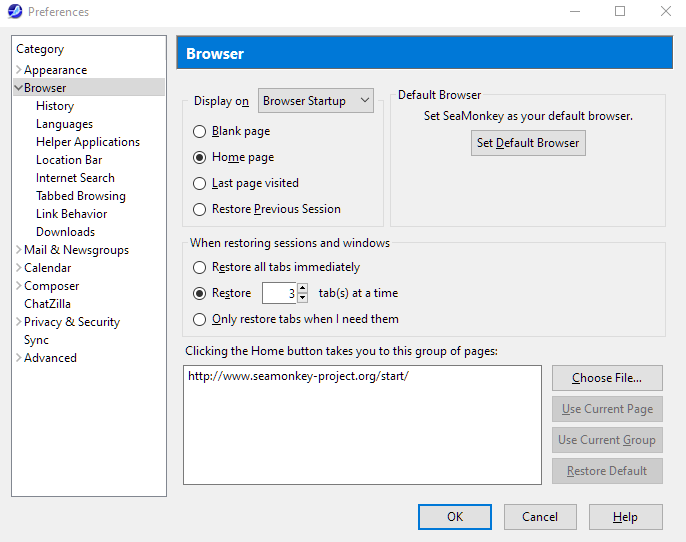 Preferences
Category
Appearance
Browser
History
Languages
Helper Applications
Location Bar
Internet Search
Tabbed Browsing
Link Behavior
Downloads
Mail & Newsgroups
Calendar
Composer
ChatZilla
Privacy & Security
Sync
Advanced
Browser
Display on Browser Startup
Blank page
Home page
Last page visited
Restore Previous Session
Default Browser
Set SeaMonkey as your default browser.
Set Default Browser
When restoring sessions and windows
Restore all tabs immediately
Restore 3 tab(s) at a time
Only restore tabs when I need them
Clicking the Home button takes you to this group of pages:
http://www.seamonkey-project.org/start/
Choose File...
Use Current Page
Use Current Group
Restore Default
OK Cancel Help